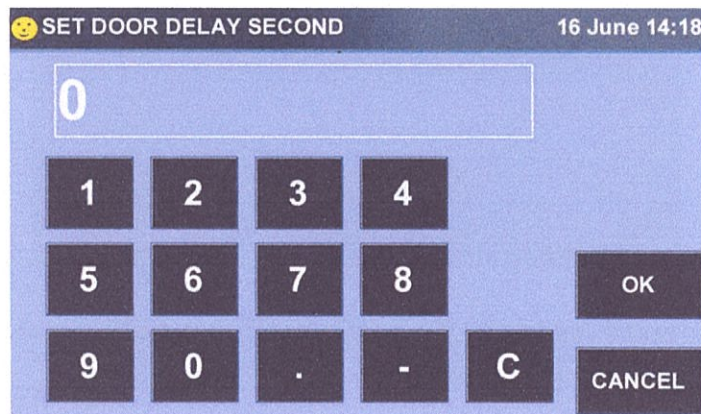 SET DOOR DELAY SECOND 16 June 14:18
0
1 2 3 4
5 6 7 8 OK
9 0 . - C CANCEL